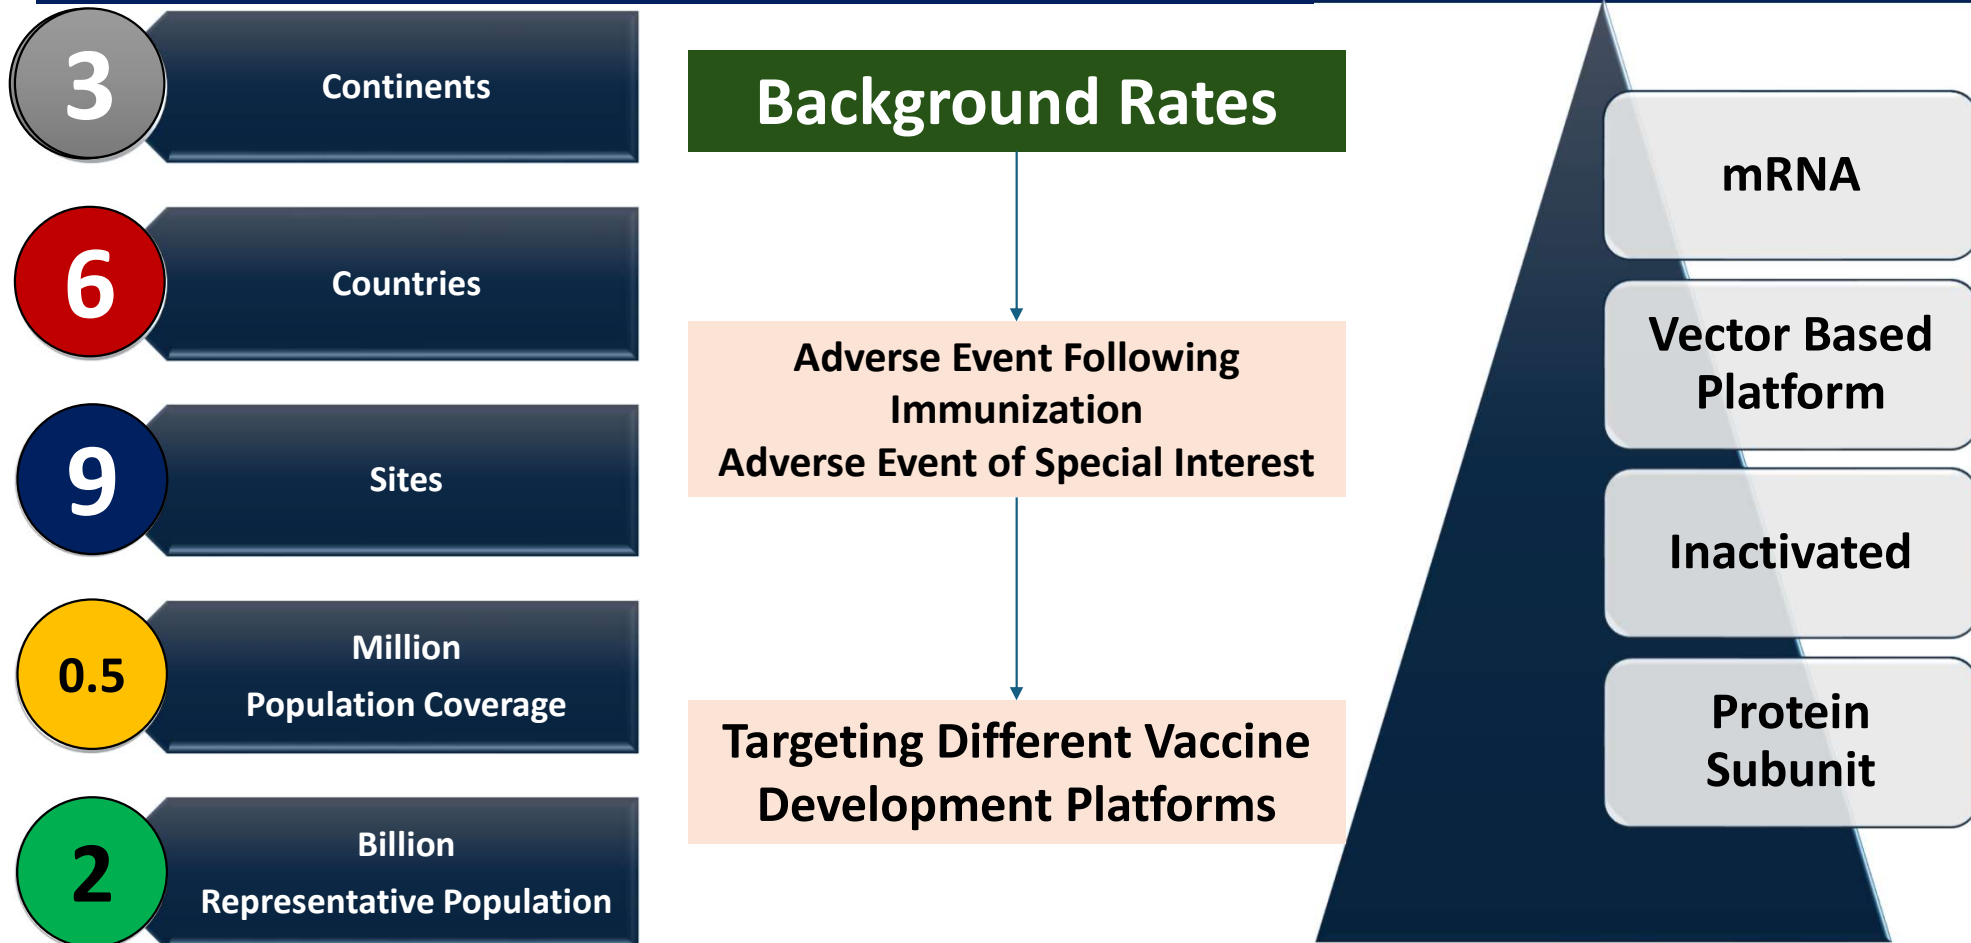 3
Continents
6
Countries
9
Sites
0.5
Million
Population Coverage
2
Billion
Representative Population
Background Rates
Adverse Event Following
Immunization
Adverse Event of Special Interest
Targeting Different Vaccine
Development Platforms
mRNA
Vector Based
Platform
Inactivated
Protein
Subunit